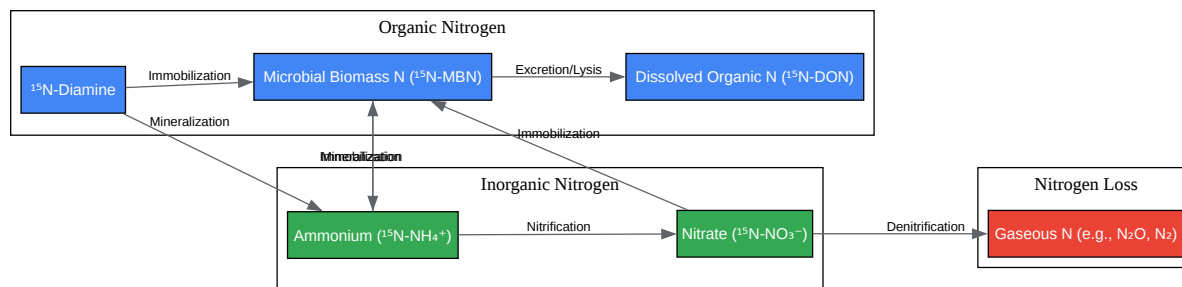 Organic Nitrogen
¹⁵N-Diamine
Immobilization
Microbial Biomass N (¹⁵N-MBN)
Excretion/Lysis
Dissolved Organic N (¹⁵N-DON)
Mineralization
Immobilization
Mineralization
Inorganic Nitrogen
Ammonium (¹⁵N-NH₄⁺)
Nitrification
Nitrate (¹⁵N-NO₃⁻)
Denitrification
Nitrogen Loss
Gaseous N (e.g., N₂O, N₂)